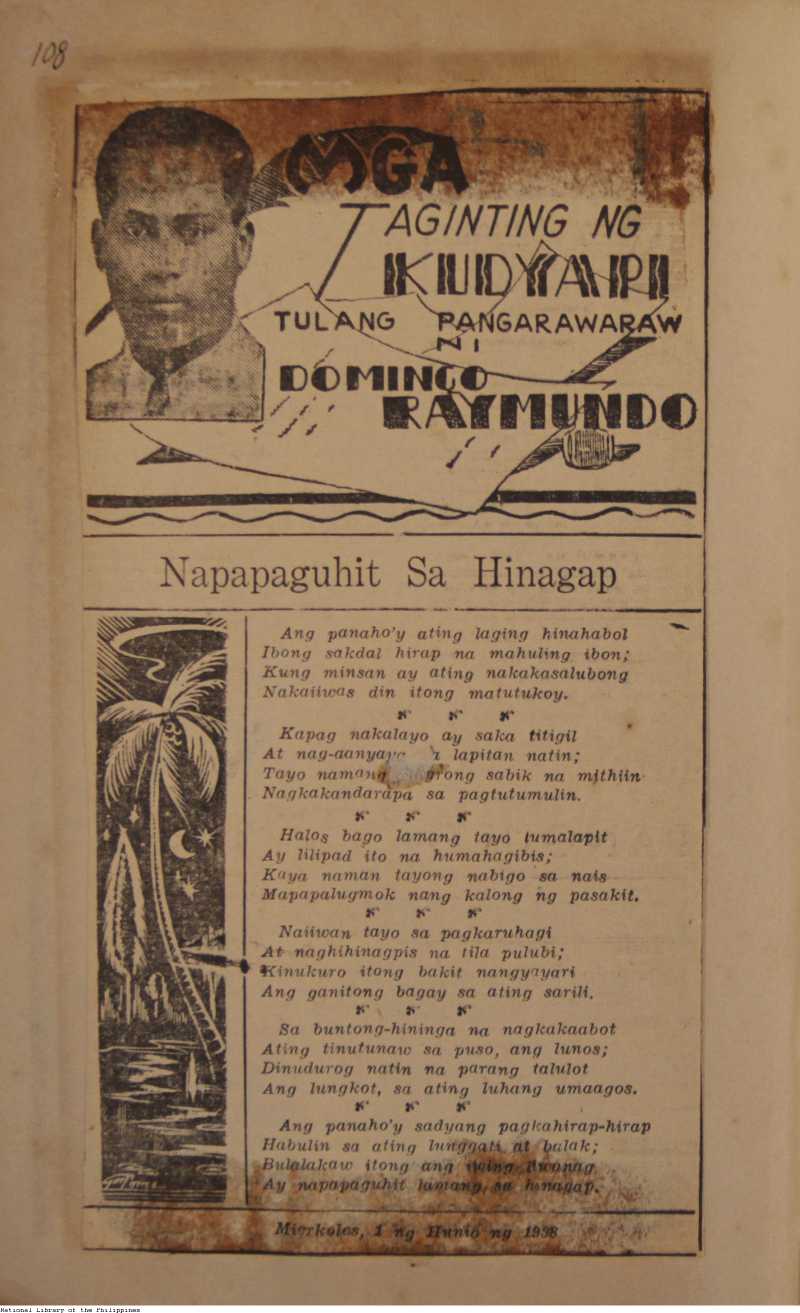 108
MGA
TAGINTING NG
KUDYAPI
TULANG PANGARAWARAW
NI
DOMINGO
RAYMUNDO
Napapaguhit Sa Hinagap
Ang panaho'y ating laging hinahabol
Ibong sakdal hirap na mahuling ibon;
Kung minsan ay ating nakakasalubong
Nakaiiwas din itong matutukoy.
Kapag nakalayo ay saka titigil
At nag-aanyaya lapitan natin;
Tayo namang sabik na mithiin
Nagkakandarapa sa pagtutumulin.
Halos bago lamang tayo lumalapit
Ay lilipad ito na humahagibis;
Kaya naman tayong nabigo sa nais
Mapapalugmok nang kalong ng pasakit.
Naiiwan tayo sa pagkaruhagi
At naghihinagpis na tila pulubi;
Kinukuro itong bakit nangyayari
Ang ganitong bagay sa ating sarili.
Sa buntong-hininga na nagkakaabot
Ating tinutunaw sa puso, ang lunos;
Dinudurog natin na parang talulot
Ang lungkot, sa ating luhang umaagos.
Ang panaho'y sadyang pagkahirap-hirap
Habulin sa ating lunggati at balak;
Bulalakaw itong ang liwanag
Ay napapaguhit lamang sa hinagap.
Mierkoles, 1 ng Hunio ng 1938
National Library of the Philippines